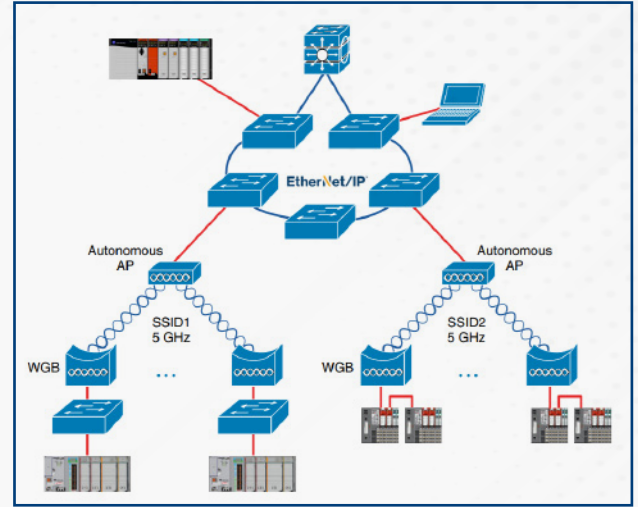 EtherNet/IP
Autonomous
AP
Autonomous
AP
SSID1
5 GHz
SSID2
5 GHz
WGB
...
WGB
...